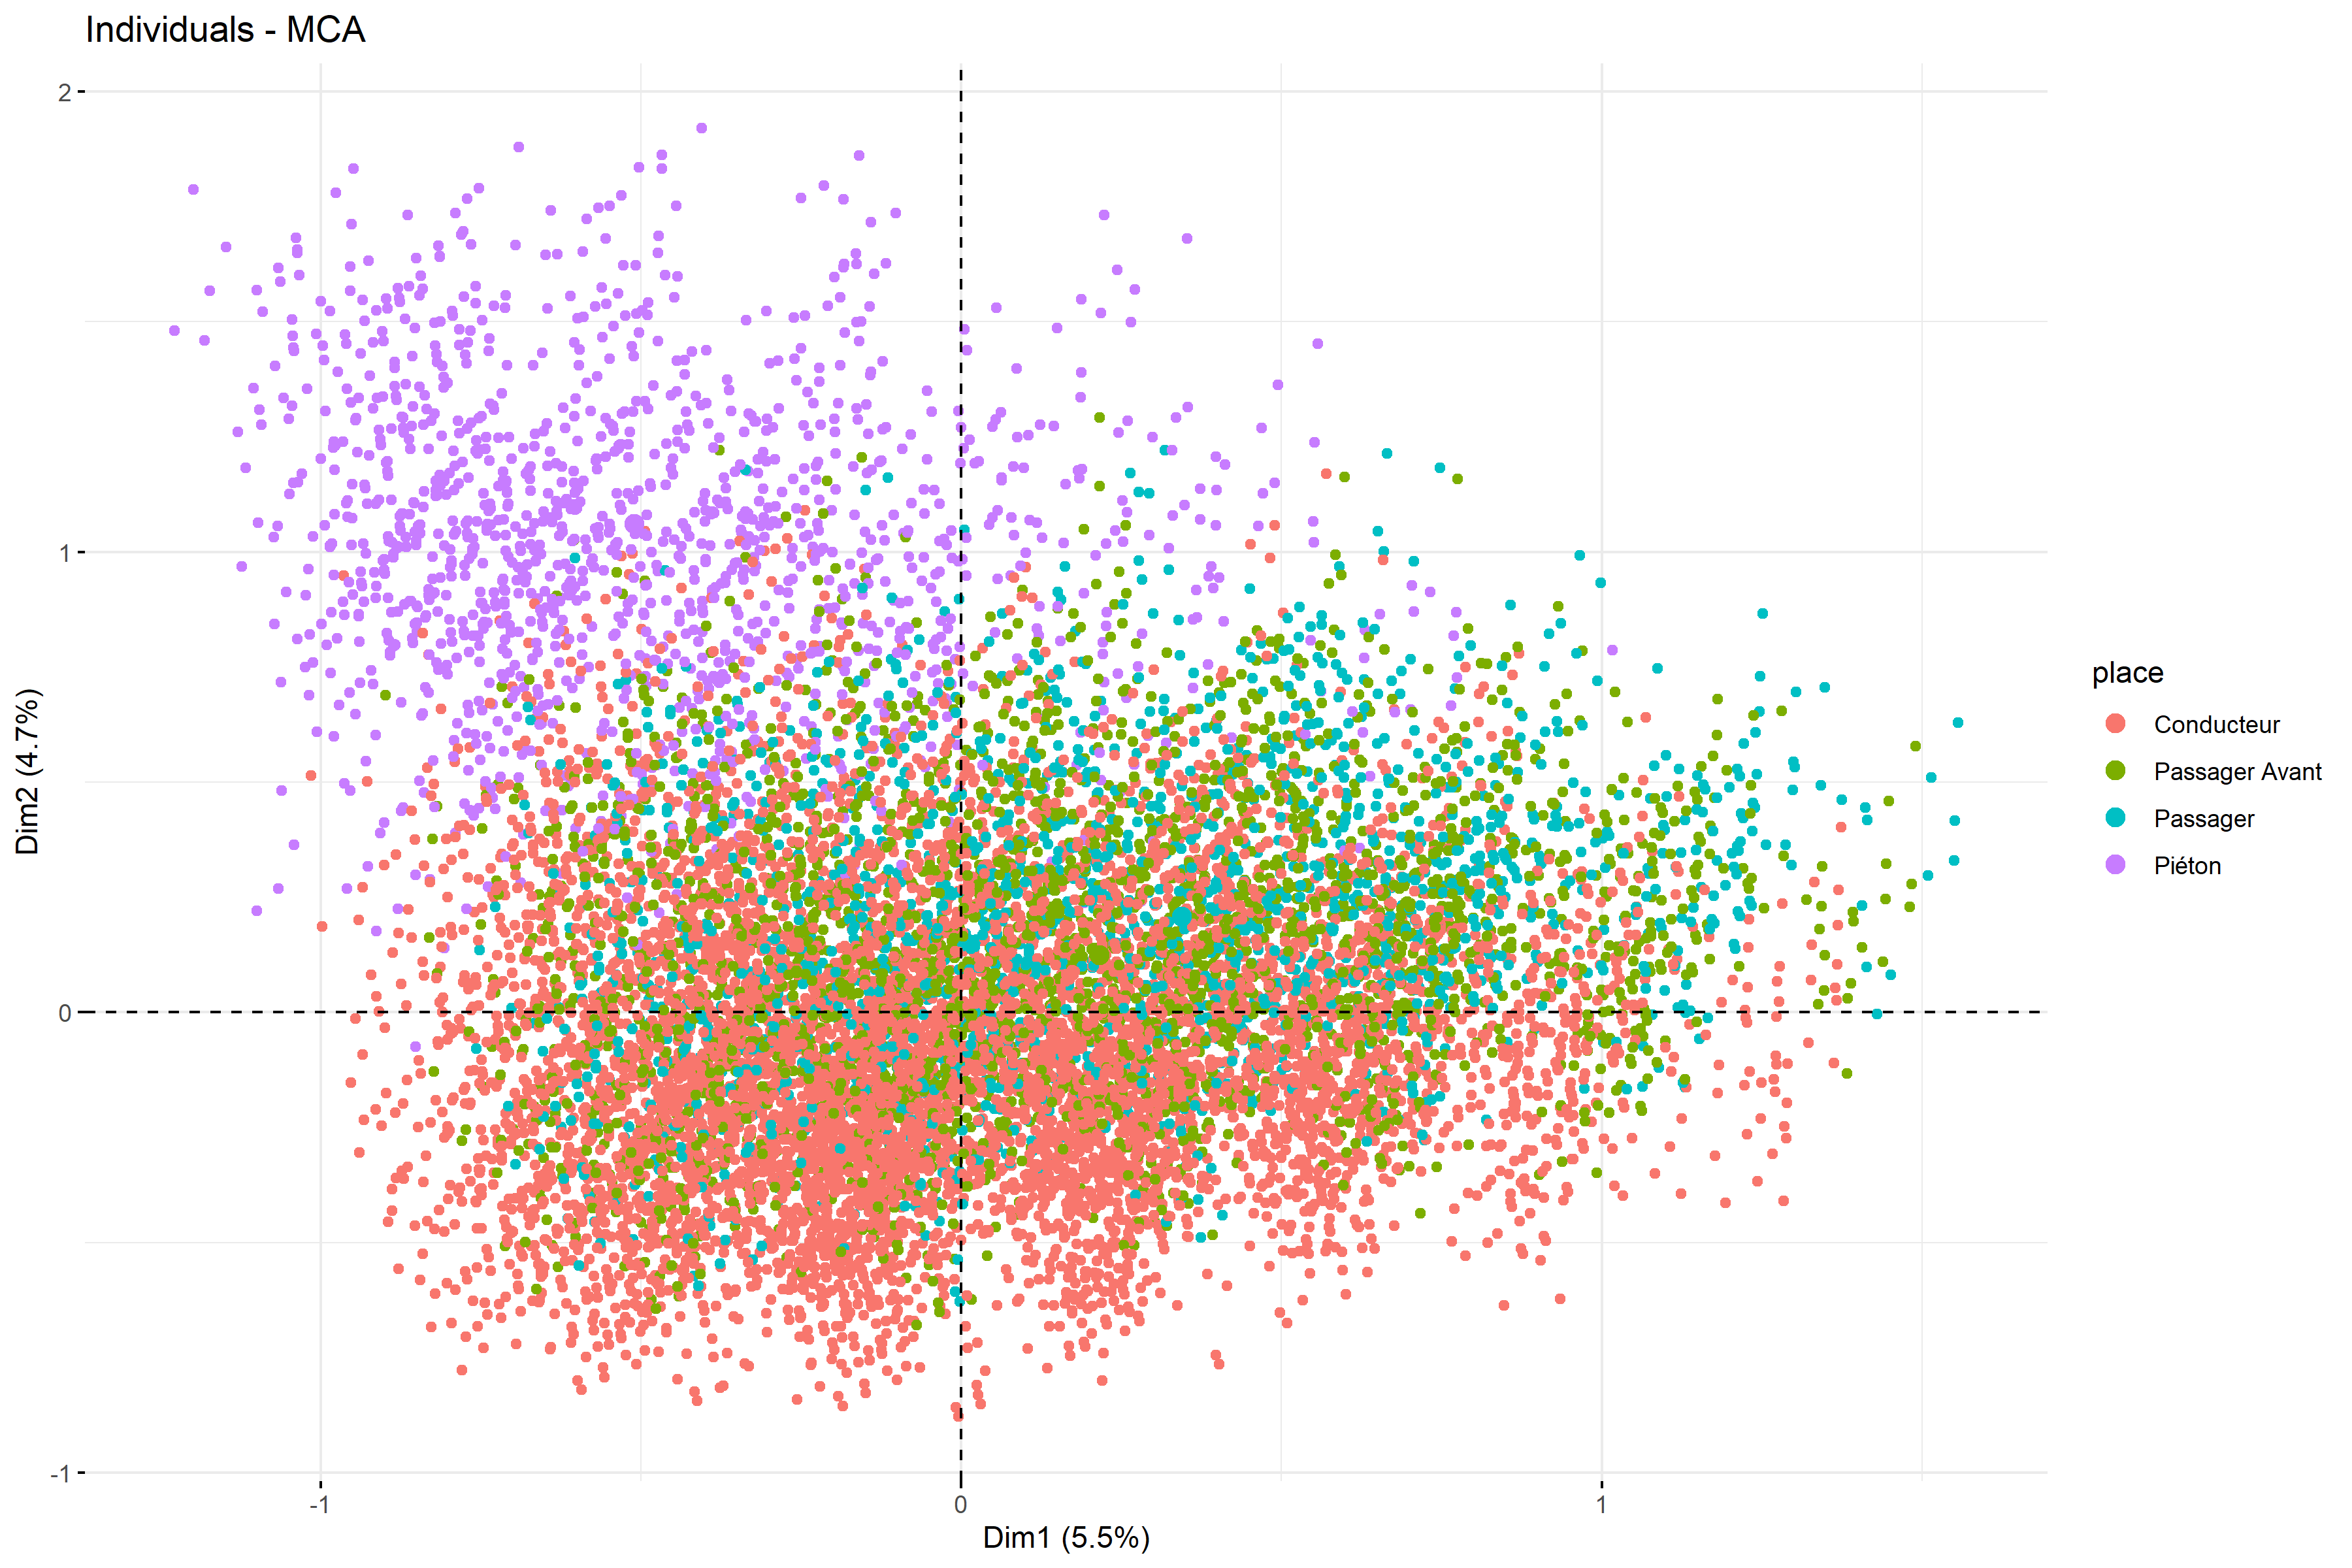 Individuals - MCA
2
1
0
-1
Dim2 (4.7%)
-1
0
1
Dim1 (5.5%)
place
Conducteur
Passager Avant
Passager
Piéton